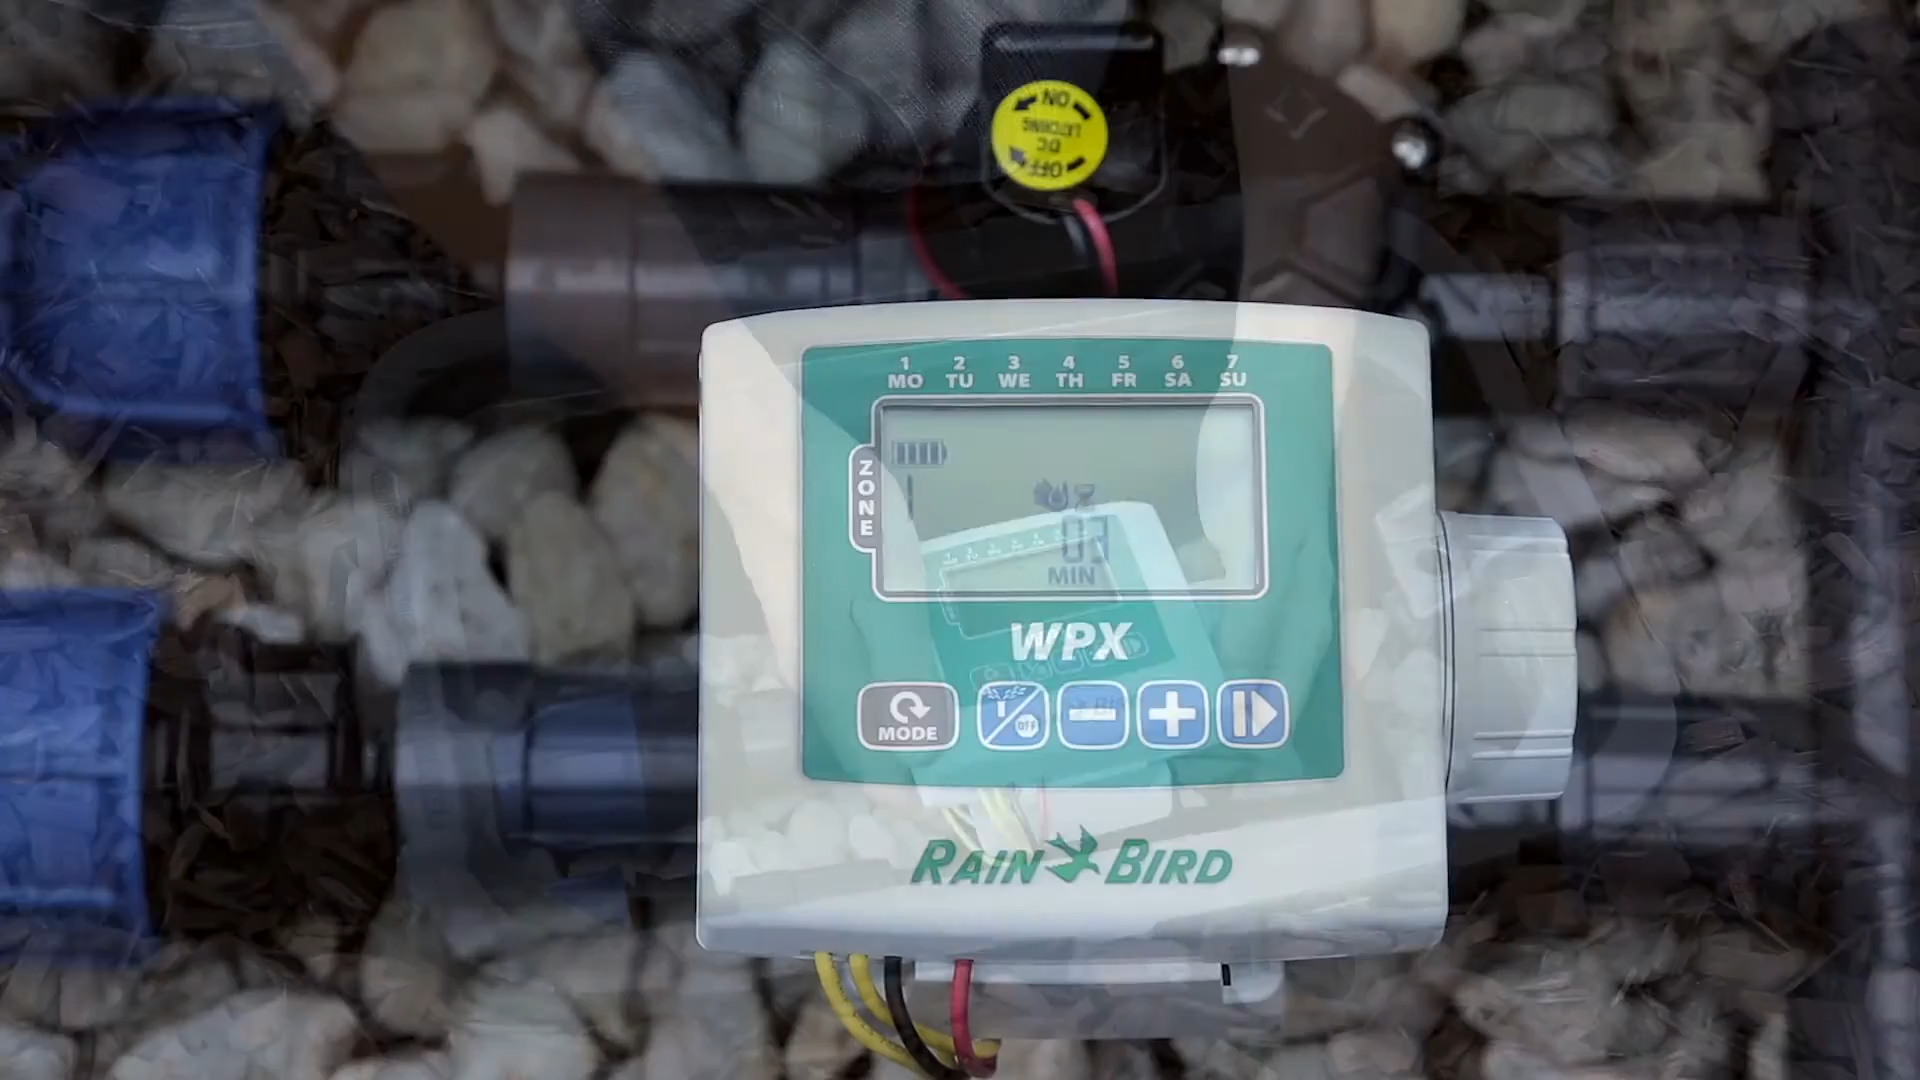 ON
LATCHING
DC
OFF
1 2 3 4 5 6 7
MO TU WE TH FR SA SU
ZONE
1
03
MIN
WPX
MODE
OFF
RAIN BIRD